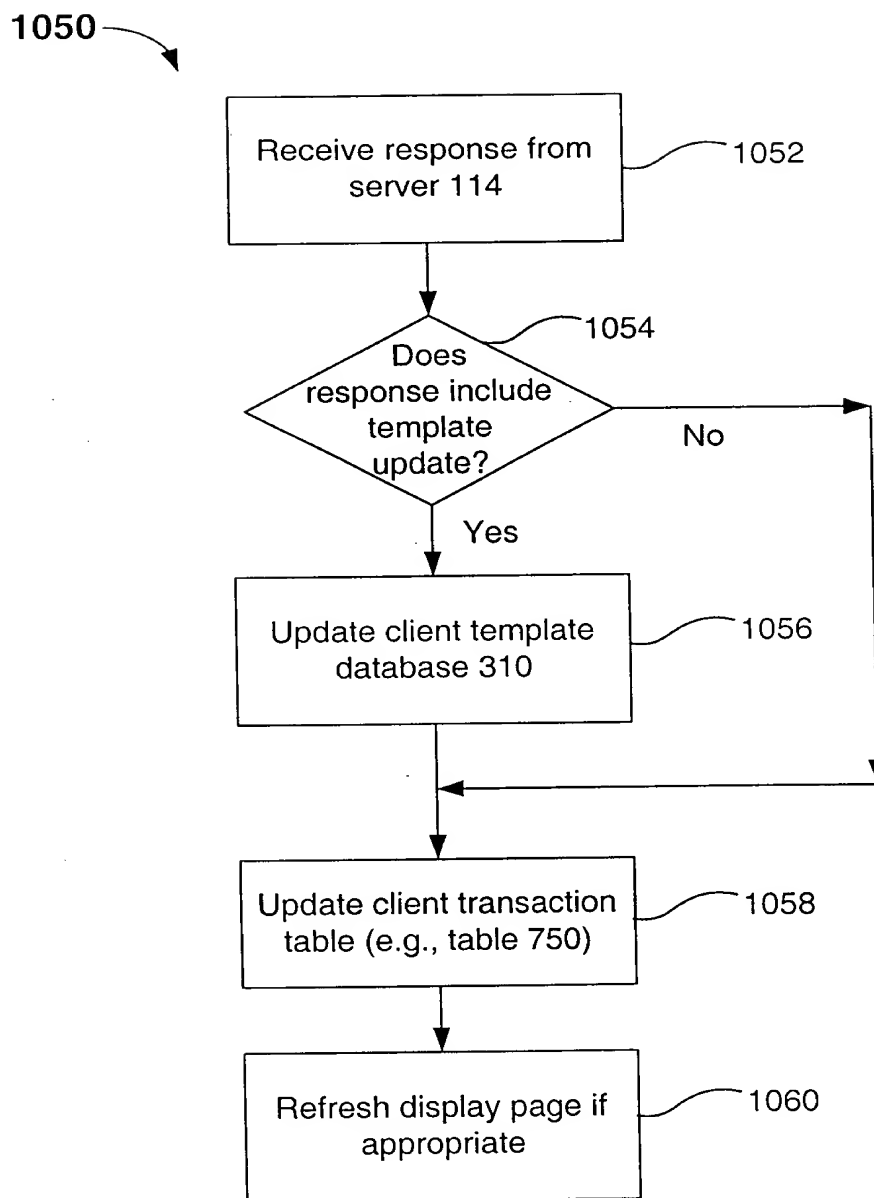 1050
Receive response from
server 114
1052
1054
Does
response include
template
update?
No
Yes
Update client template
database 310
1056
Update client transaction
table (e.g., table 750)
1058
Refresh display page if
appropriate
1060